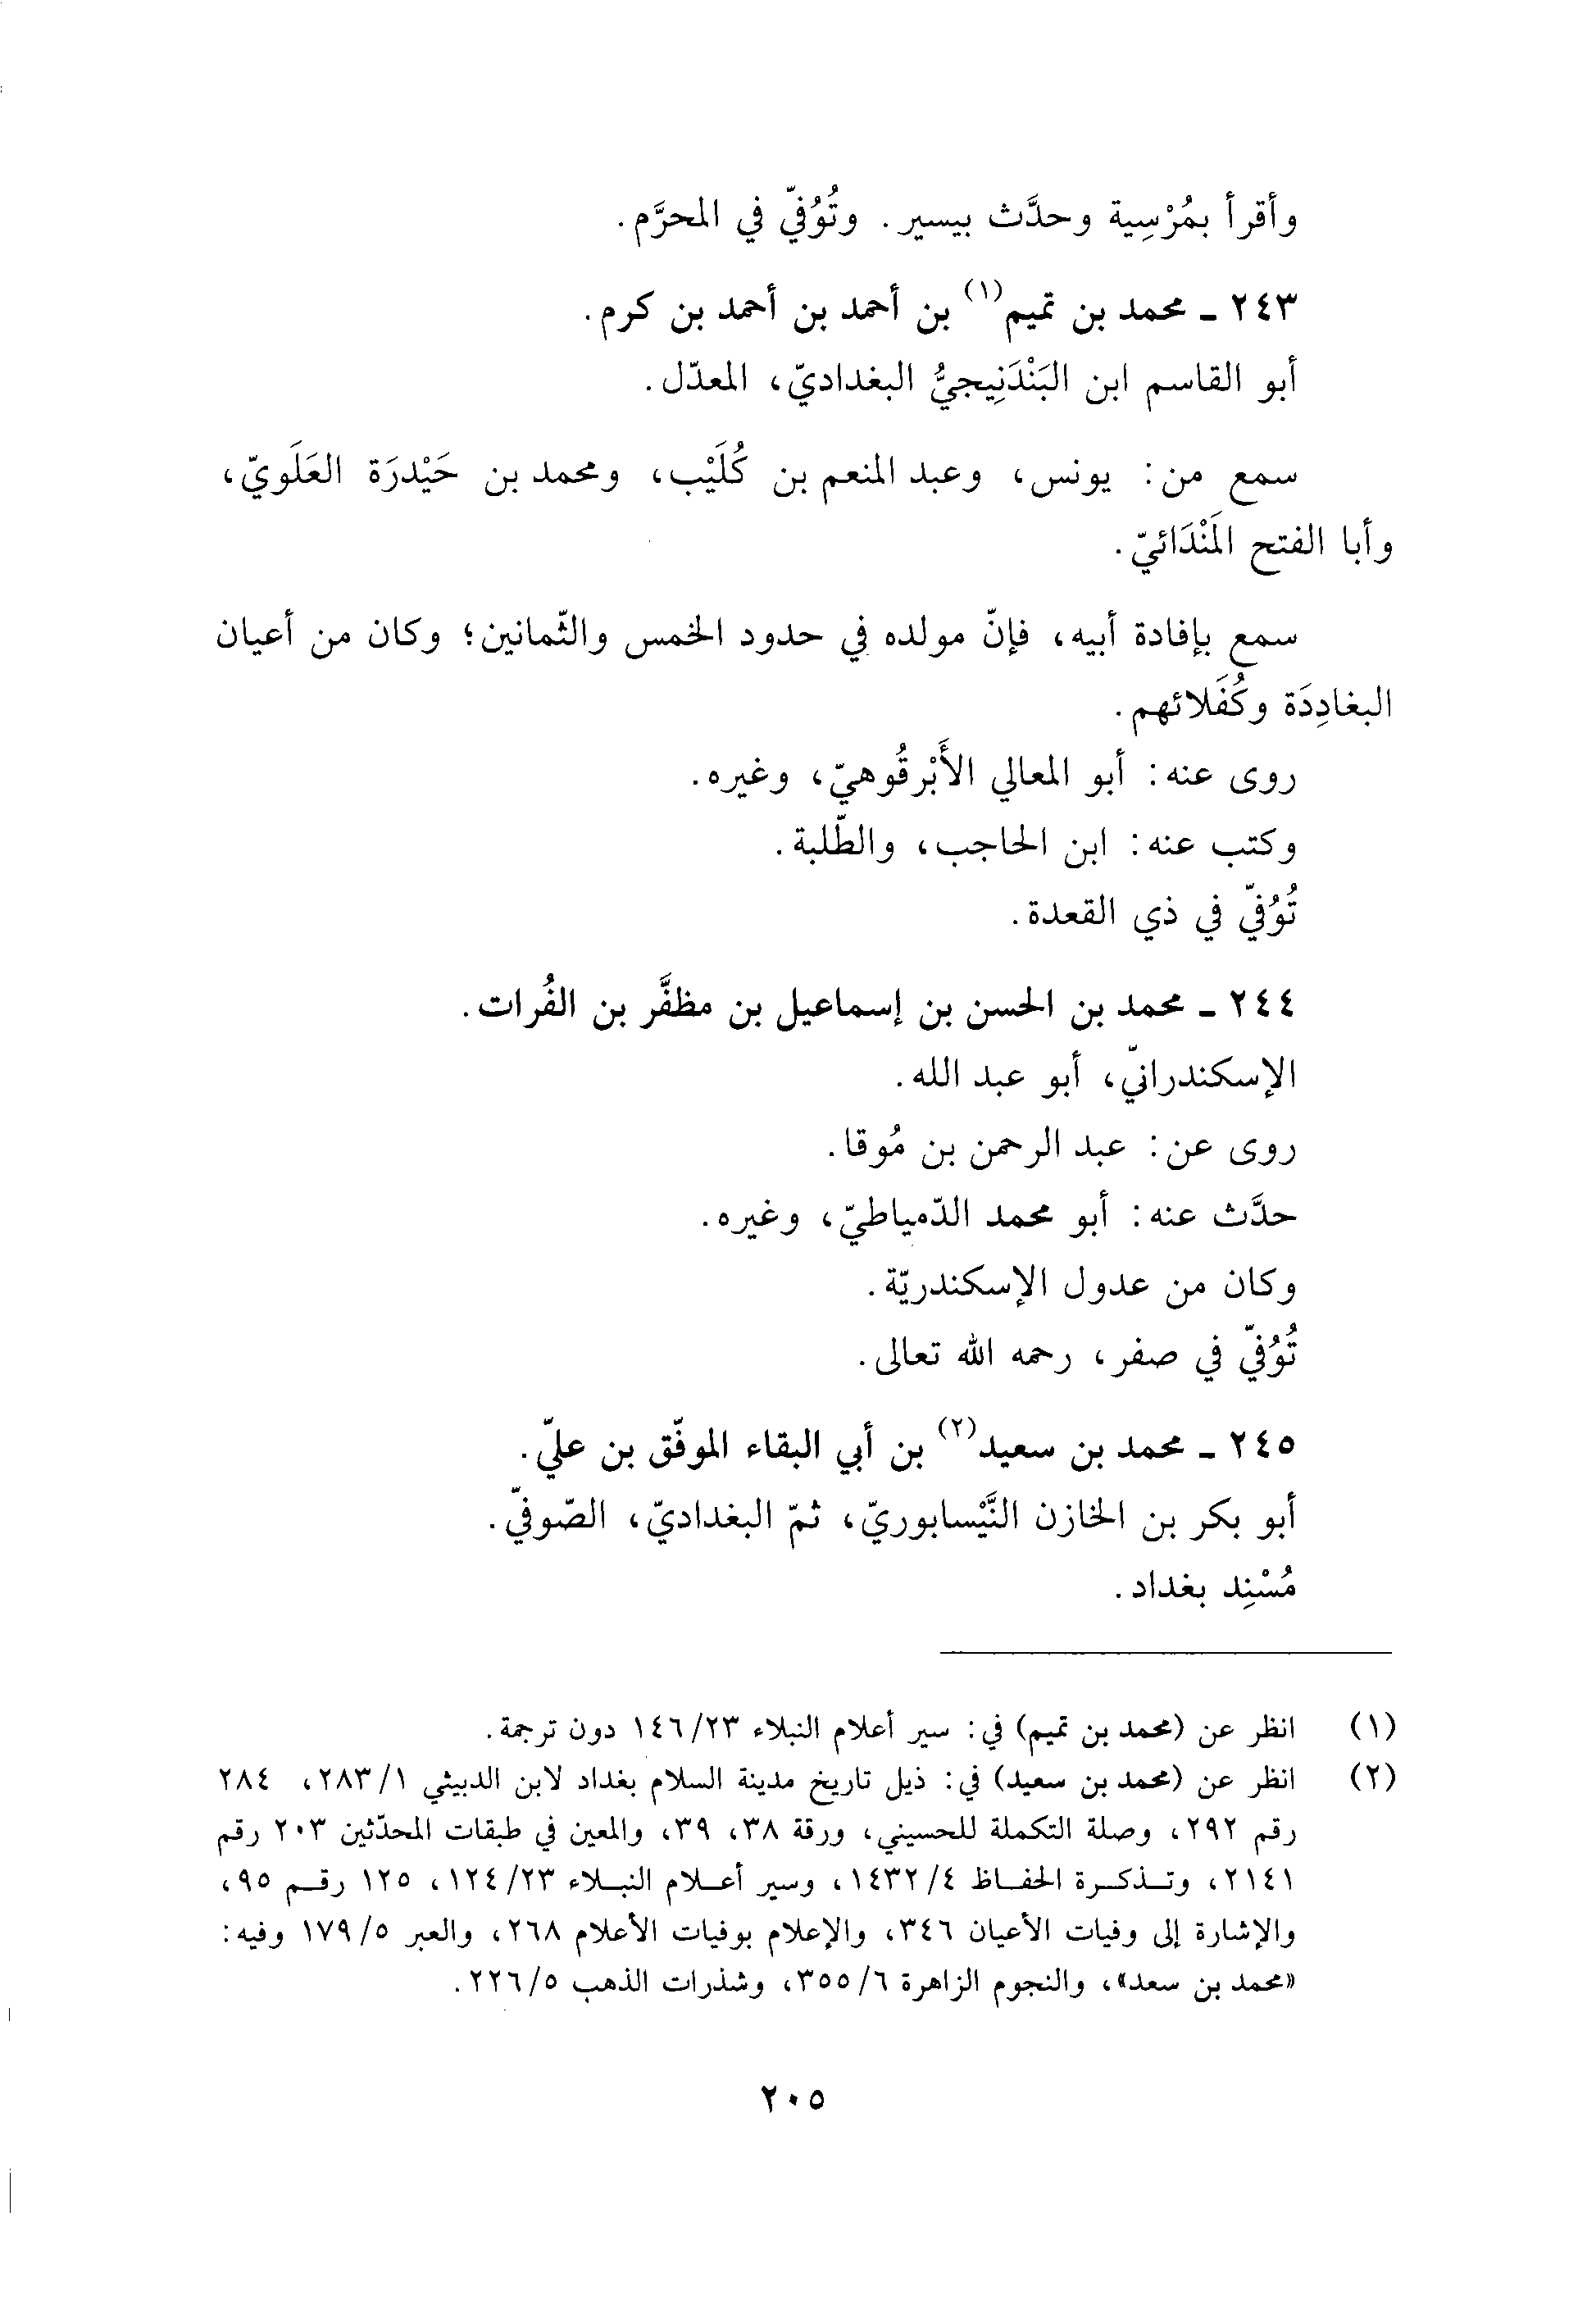 وأقرأ بمُرْسِية وحدَّث بيسير. وتُوُفّي في المحرَّم.
٢٤٣ ـ محمد بن تميم(١) بن أحمد بن أحمد بن كرم.
أبو القاسم ابن البَنْدَنِيجيُّ البغداديّ، المعدّل.
سمع من: يونس، وعبد المنعم بن كُلَيْب، ومحمد بن حَيْدرَة العَلَويّ،
وأبا الفتح المَنْدَائيّ.
سمع بإفادة أبيه، فإنّ مولده في حدود الخمس والثّمانين؛ وكان من أعيان
البغادِدَة وكُفَلائهم.
روى عنه: أبو المعالي الأَبْرقُوهيّ، وغيره.
وكتب عنه: ابن الحاجب، والطّلبة.
تُوُفّي في ذي القعدة.
٢٤٤ ـ محمد بن الحسن بن إسماعيل بن مظفَّر بن الفُرات.
الإسكندرانيّ، أبو عبد الله.
روى عن: عبد الرحمن بن مُوقا.
حدَّث عنه: أبو محمد الدّمياطيّ، وغيره.
وكان من عدول الإسكندريّة.
تُوُفّي في صفر، رحمه الله تعالى.
٢٤٥ ـ محمد بن سعيد(٢) بن أبي البقاء الموفّق بن عليّ.
أبو بكر بن الخازن النَّيْسابوريّ، ثمّ البغداديّ، الصّوفيّ.
مُسْنِد بغداد.
(١) انظر عن (محمد بن تميم) في: سير أعلام النبلاء ١٤٦/٢٣ دون ترجمة.
(٢) انظر عن (محمد بن سعيد) في: ذيل تاريخ مدينة السلام بغداد لابن الدبيثي ٢٨٣/١، ٢٨٤
رقم ٢٩٢، وصلة التكملة للحسيني، ورقة ٣٨، ٣٩، والمعين في طبقات المحدّثين ٢٠٣ رقم
٢١٤١، وتذكرة الحفاظ ١٤٣٢/٤، وسير أعلام النبلاء ١٢٤/٢٣، ١٢٥ رقم ٩٥،
والإشارة إلى وفيات الأعيان ٣٤٦، والإعلام بوفيات الأعلام ٢٦٨، والعبر ١٧٩/٥ وفيه:
«محمد بن سعد»، والنجوم الزاهرة ٣٥٥/٦، وشذرات الذهب ٢٢٦/٥.
٢٠٥